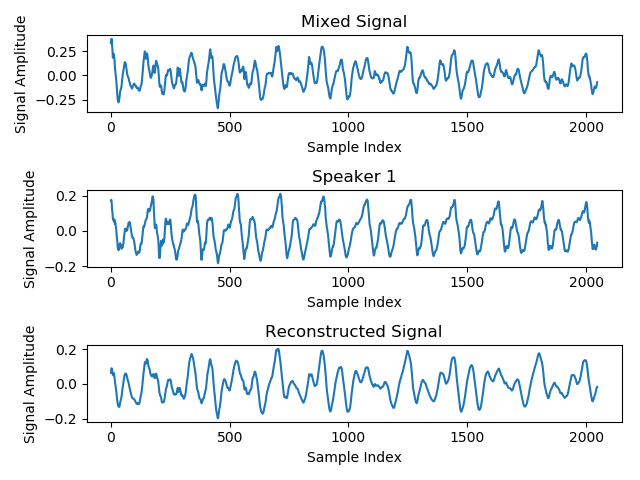 Mixed Signal
Signal Amplitude
0.25
0.00
−0.25
0
500
1000
1500
2000
Sample Index
Speaker 1
Signal Amplitude
0.2
0.0
−0.2
0
500
1000
1500
2000
Sample Index
Reconstructed Signal
Signal Amplitude
0.2
0.0
−0.2
0
500
1000
1500
2000
Sample Index